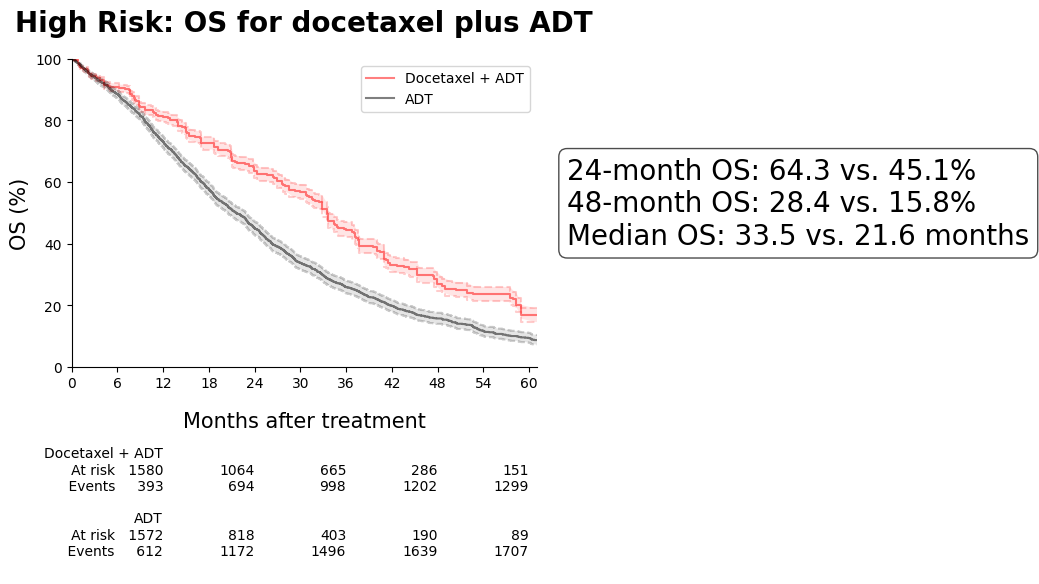 High Risk: OS for docetaxel plus ADT
100
80
60
40
20
0
OS (%)
Docetaxel + ADT
ADT
24-month OS: 64.3 vs. 45.1%
48-month OS: 28.4 vs. 15.8%
Median OS: 33.5 vs. 21.6 months
0 6 12 18 24 30 36 42 48 54 60
Months after treatment
Docetaxel + ADT
At risk 1580 1064 665 286 151
Events 393 694 998 1202 1299
ADT
At risk 1572 818 403 190 89
Events 612 1172 1496 1639 1707